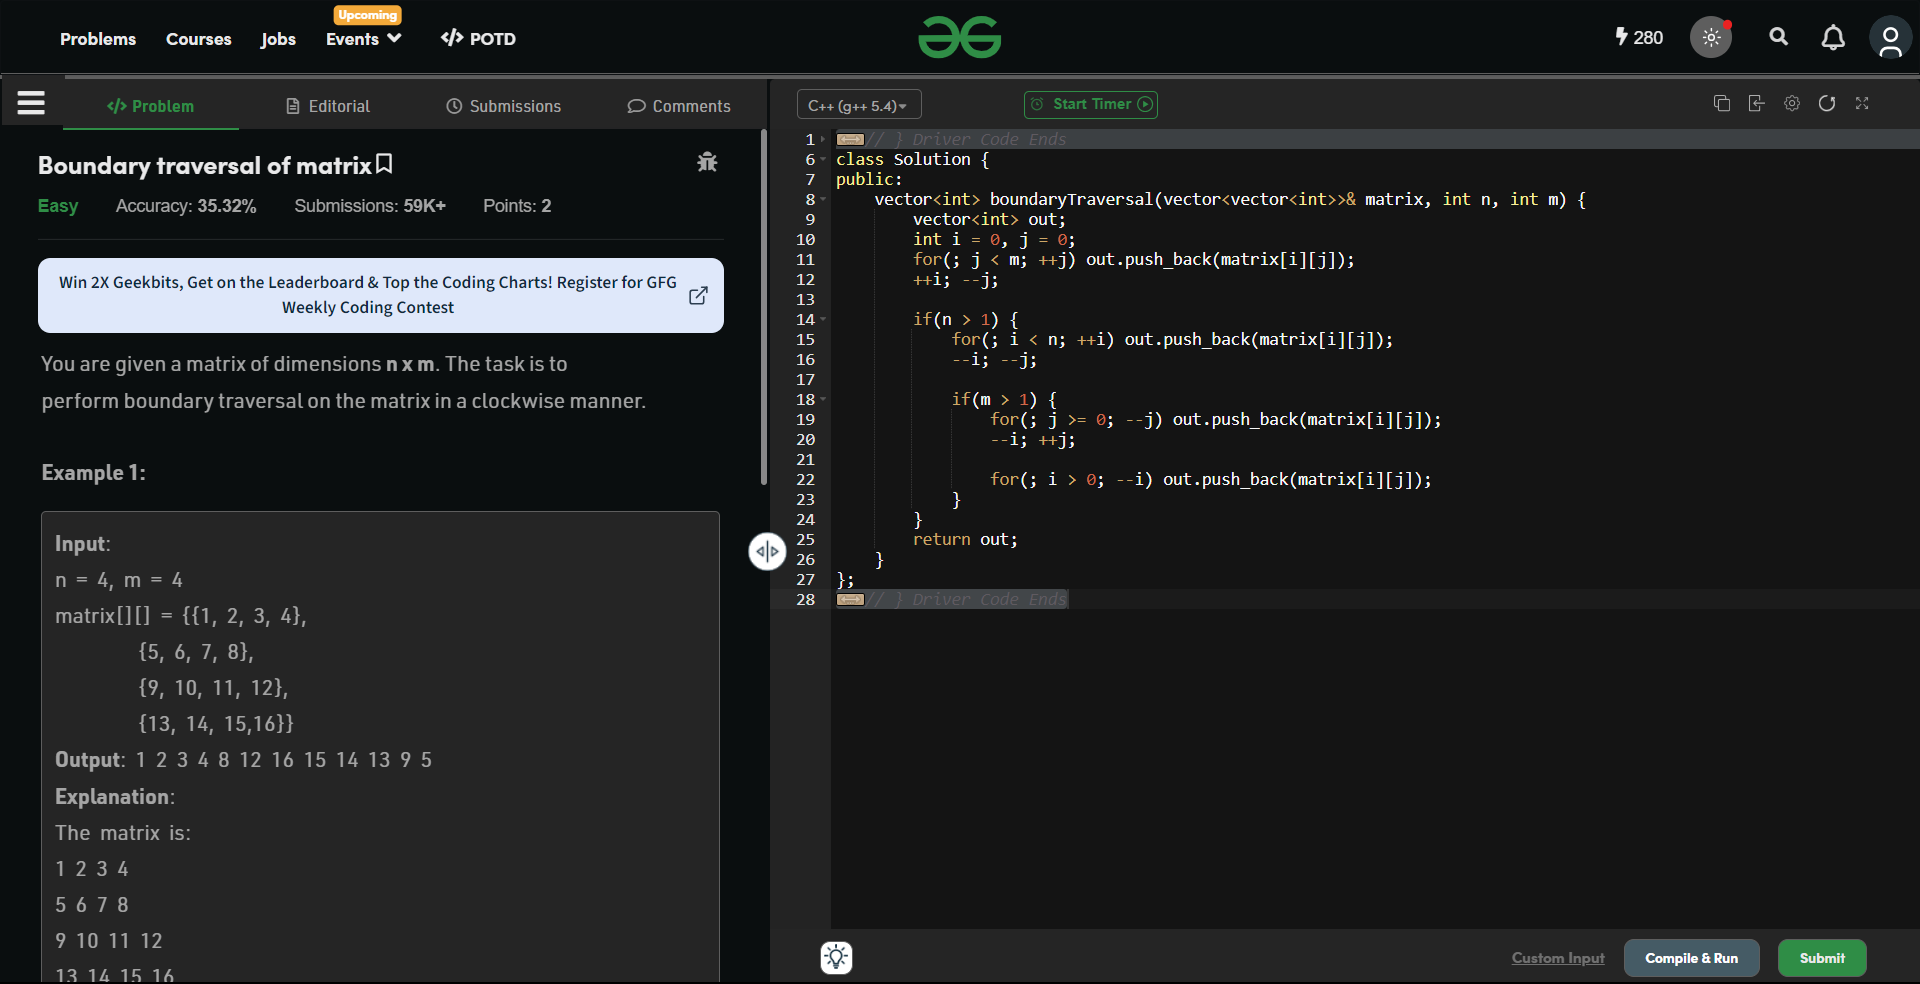 Upcoming
Problems Courses Jobs Events </> POTD
280
</> Problem Editorial Submissions Comments
Boundary traversal of matrix
Easy Accuracy: 35.32% Submissions: 59K+ Points: 2
Win 2X Geekbits, Get on the Leaderboard & Top the Coding Charts! Register for GFG
Weekly Coding Contest
You are given a matrix of dimensions n x m. The task is to
perform boundary traversal on the matrix in a clockwise manner.
Example 1:
Input:
n = 4, m = 4
matrix[][] = {{1, 2, 3, 4},
{5, 6, 7, 8},
{9, 10, 11, 12},
{13, 14, 15,16}}
Output: 1 2 3 4 8 12 16 15 14 13 9 5
Explanation:
The matrix is:
1 2 3 4
5 6 7 8
9 10 11 12
13 14 15 16
C++ (g++ 5.4) Start Timer
1 // } Driver Code Ends
6 class Solution {
7 public:
8 vector<int> boundaryTraversal(vector<vector<int>>& matrix, int n, int m) {
9 vector<int> out;
10 int i = 0, j = 0;
11 for(; j < m; ++j) out.push_back(matrix[i][j]);
12 ++i; --j;
13
14 if(n > 1) {
15 for(; i < n; ++i) out.push_back(matrix[i][j]);
16 --i; --j;
17
18 if(m > 1) {
19 for(; j >= 0; --j) out.push_back(matrix[i][j]);
20 --i; ++j;
21
22 for(; i > 0; --i) out.push_back(matrix[i][j]);
23 }
24 }
25 return out;
26 }
27 };
28 // } Driver Code Ends
Custom Input Compile & Run Submit